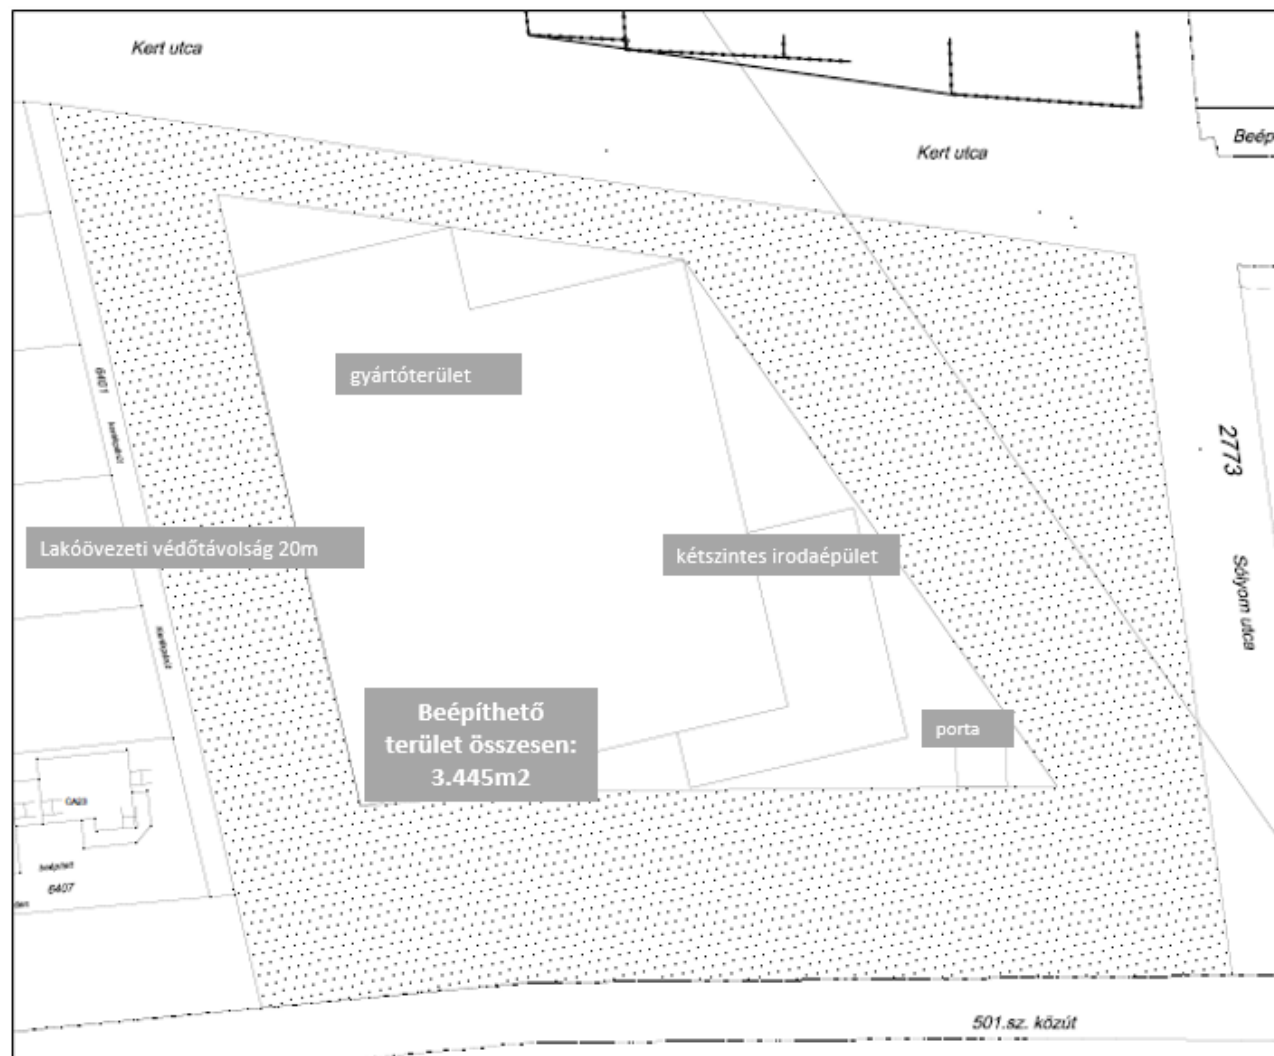 Kert utca
Kert utca
Beép
gyártóterület
6401
2773
Lakóövezeti védőtávolság 20m
kétszintes irodaépület
Sólyom utca
Beépíthető
terület összesen:
3.445m2
porta
6407
501.sz. közút